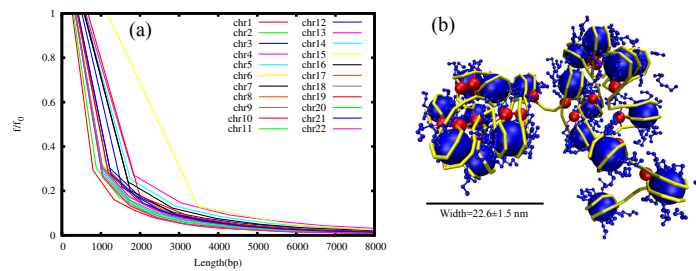 (a)
(b)
f/f0
1
0.8
0.6
0.4
0.2
0
chr1 chr12
chr2 chr13
chr3 chr14
chr4 chr15
chr5 chr16
chr6 chr17
chr7 chr18
chr8 chr19
chr9 chr20
chr10 chr21
chr11 chr22
0 1000 2000 3000 4000 5000 6000 7000 8000
Length(bp)
Width=22.6±1.5 nm